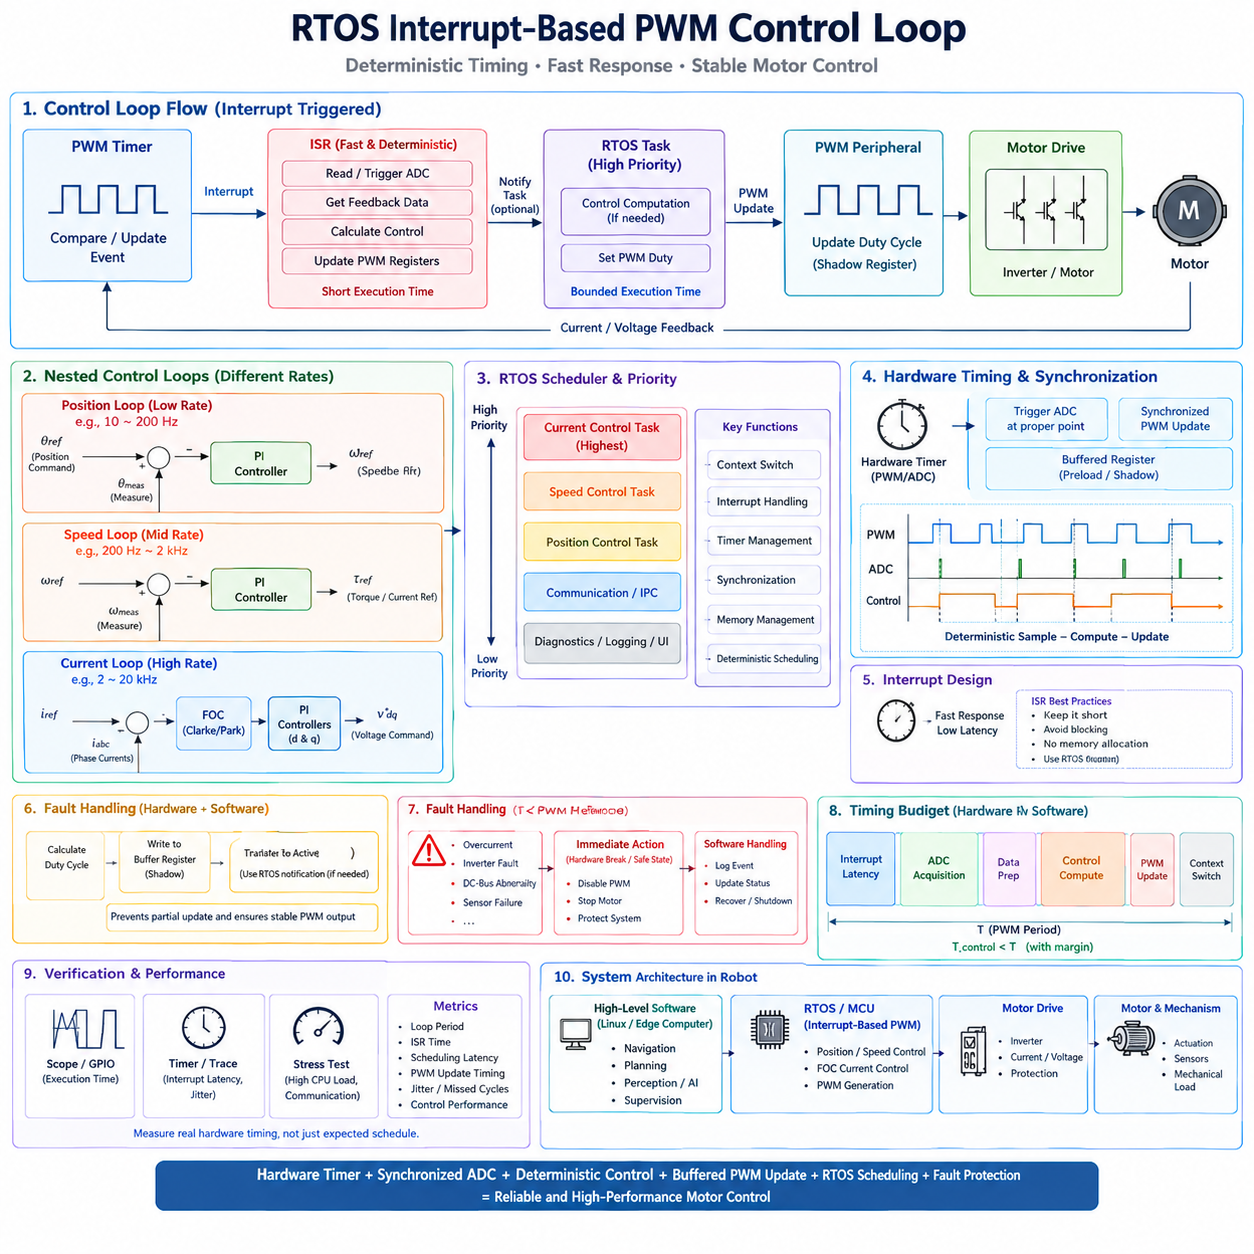 RTOS Interrupt-Based PWM Control Loop
Deterministic Timing · Fast Response · Stable Motor Control
1. Control Loop Flow (Interrupt Triggered)
PWM Timer
Compare / Update
Event
Interrupt
ISR (Fast & Deterministic)
Read / Trigger ADC
Get Feedback Data
Calculate Control
Update PWM Registers
Short Execution Time
Notify
Task
(optional)
RTOS Task
(High Priority)
Control Computation
(If needed)
Set PWM Duty
Bounded Execution Time
PWM
Update
PWM Peripheral
Update Duty Cycle
(Shadow Register)
Motor Drive
Inverter / Motor
M
Motor
Current / Voltage Feedback
2. Nested Control Loops (Different Rates)
Position Loop (Low Rate)
e.g., 10 ~ 200 Hz
θref
(Position
Command)
−
+
θmeas
(Measure)
PI
Controller
ωref
Speed Loop (Mid Rate)
e.g., 200 Hz ~ 2 kHz
ωref
−
+
ωmeas
(Measure)
PI
Controller
τref
(Torque / Current Ref)
Current Loop (High Rate)
e.g., 2 ~ 20 kHz
iref
iabc
(Phase Currents)
FOC
(Clarke/Park)
PI
Controllers
(d & q)
v*dq
(Voltage Command)
3. RTOS Scheduler & Priority
High
Priority
Low
Priority
Current Control Task
(Highest)
Speed Control Task
Position Control Task
Communication / IPC
Diagnostics / Logging / UI
Key Functions
Context Switch
Interrupt Handling
Timer Management
Synchronization
Memory Management
Deterministic Scheduling
4. Hardware Timing & Synchronization
Hardware Timer
(PWM/ADC)
Trigger ADC
at proper point
Synchronized
PWM Update
Buffered Register
(Preload / Shadow)
PWM
ADC
Control
Deterministic Sample – Compute – Update
5. Interrupt Design
Fast Response
Low Latency
ISR Best Practices
• Keep it short
• Avoid blocking
• No memory allocation
• Use RTOS
6. Fault Handling (Hardware + Software)
Calculate
Duty Cycle
Write to
Buffer Register
(Shadow)
Transfer to Active )
(Use RTOS notification (if needed)
Prevents partial update and ensures stable PWM output
7. Fault Handling (T < PWM
• Overcurrent
• Inverter Fault
• DC-Bus Abnerality
• Sensor Failure
• ...
Immediate Action
(Hardware Break / Safe State)
• Disable PWM
• Stop Motor
• Protect System
Software Handling
• Log Event
• Update Status
• Recover / Shutdown
8. Timing Budiget (Hardware Software)
Interrupt
Latency
ADC
Acquisition
Data
Prep
Control
Compute
PWM
Update
Context
Switch
T (PWM Period)
T_control < T (with margin)
9. Verification & Performance
Scope / GPIO
(Execution Time)
Timer / Trace
(Interrupt Latency,
Jitter)
Stress Test
(High CPU Load,
Communication)
Metrics
• Loop Period
• ISR Time
• Scheduling Latency
• PWM Update Timing
• Jitter / Missed Cycles
• Control Performance
Measure real hardware timing, not just expected schedule.
10. System Architecture in Robot
High-Level Software
(Linux / Edge Computer)
• Navigation
• Planning
• Perception / AI
• Supervision
RTOS / MCU
(Interrupt-Based PWM)
• Position / Speed Control
• FOC Current Control
• PWM Generation
Motor Drive
• Inverter
• Current / Voltage
• Protection
Motor & Mechanism
• Actuation
• Sensors
• Mechanical
Load
Hardware Timer + Synchronized ADC + Deterministic Control + Buffered PWM Update + RTOS Scheduling + Fault Protection
= Reliable and High-Performance Motor Control